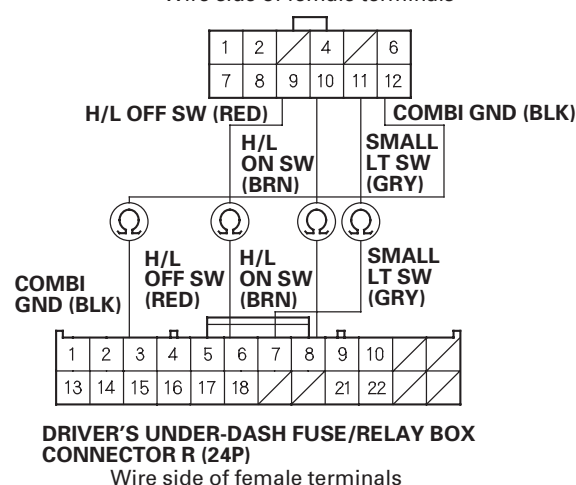 Wire side of female terminals
1 2 4 6
7 8 9 10 11 12
H/L OFF SW (RED)
COMBI GND (BLK)
H/L
ON SW
(BRN)
SMALL
LT SW
(GRY)
Ω Ω Ω Ω
COMBI
GND (BLK)
H/L
OFF SW
(RED)
H/L
ON SW
(BRN)
SMALL
LT SW
(GRY)
1 2 3 4 5 6 7 8 9 10
13 14 15 16 17 18 21 22
DRIVER'S UNDER-DASH FUSE/RELAY BOX
CONNECTOR R (24P)
Wire side of female terminals